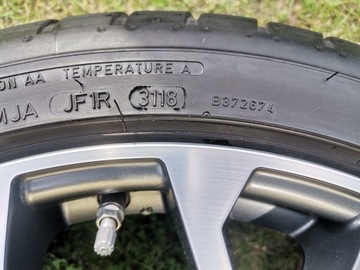 ON AA TEMPERATURE A
MJA JF1R 3118 B372674